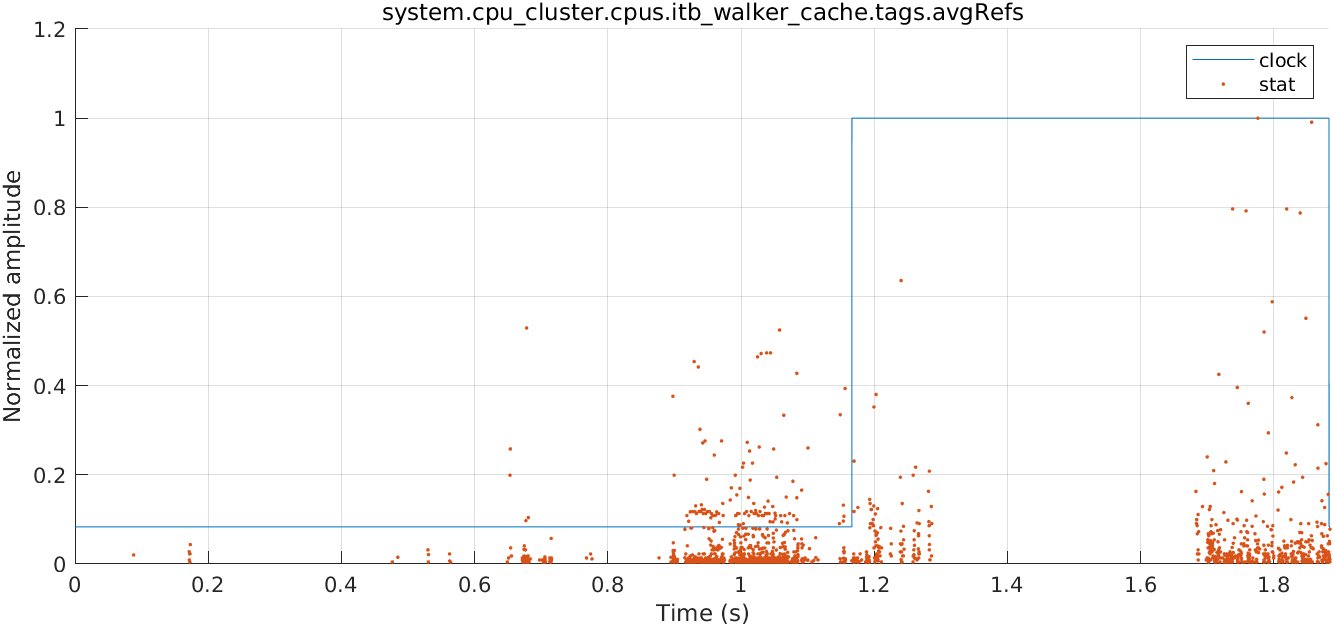 system.cpu_cluster.cpus.itb_walker_cache.tags.avgRefs
1.2
clock
stat
1
0.8
0.6
0.4
0.2
0
Normalized amplitude
0 0.2 0.4 0.6 0.8 1 1.2 1.4 1.6 1.8
Time (s)